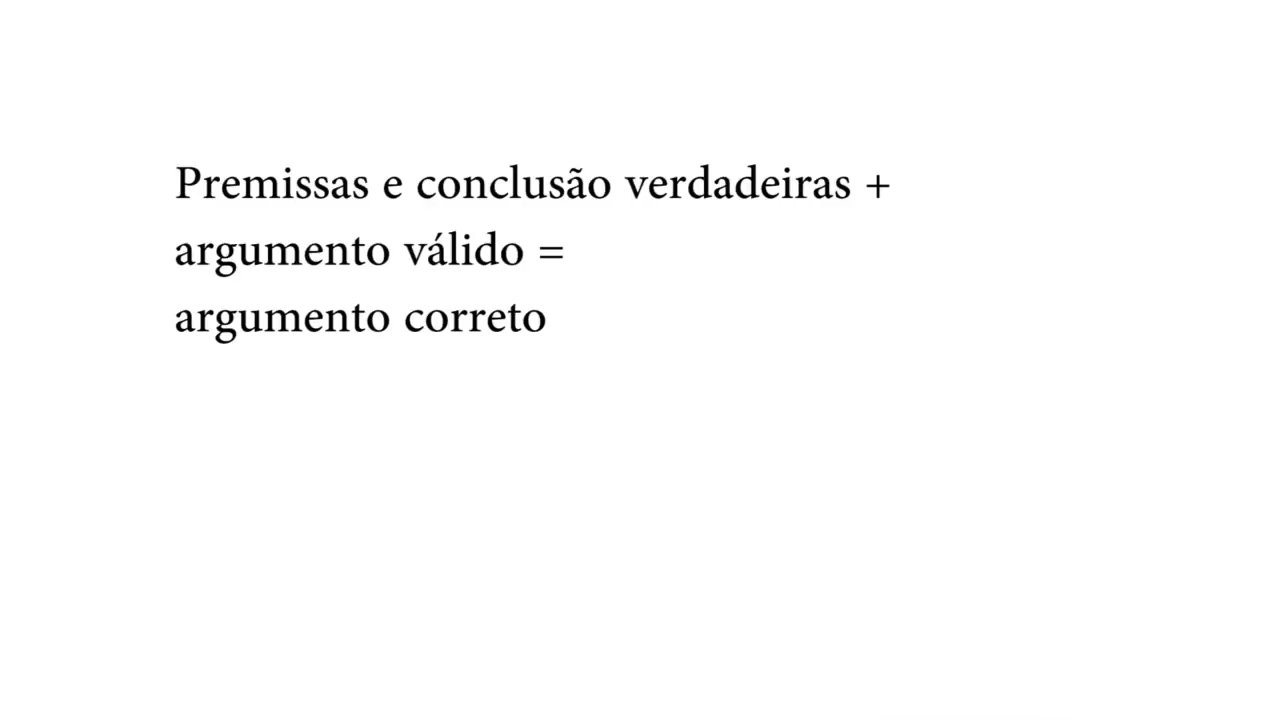 Premissas e conclusão verdadeiras +
argumento válido =
argumento correto